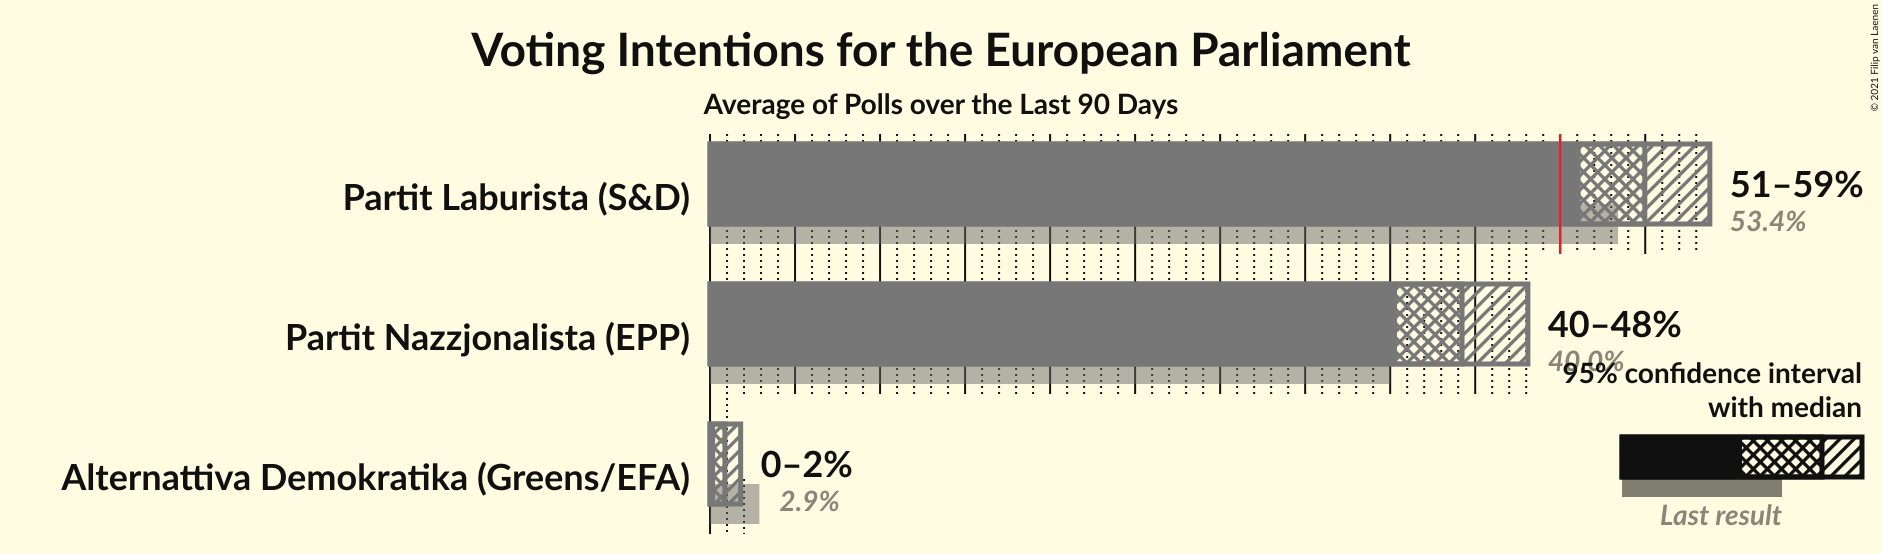 Voting Intentions for the European Parliament
Average of Polls over the Last 90 Days
© 2021 Filip van Laenen
Partit Laburista (S&D)
51–59%
53.4%
Partit Nazzjonalista (EPP)
40–48%
40.0%
95% confidence interval
with median
Alternattiva Demokratika (Greens/EFA)
0–2%
2.9%
Last result